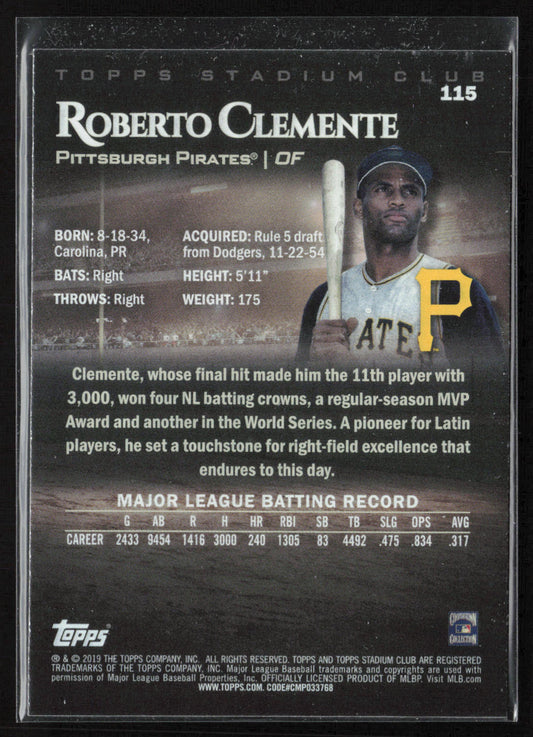 TOPPS STADIUM CLUB
115
ROBERTO CLEMENTE
PITTSBURGH PIRATES® | OF
BORN: 8-18-34,
Carolina, PR
BATS: Right
THROWS: Right
ACQUIRED: Rule 5 draft
from Dodgers, 11-22-54
HEIGHT: 5'11"
WEIGHT: 175
P
RATE
Clemente, whose final hit made him the 11th player with
3,000, won four NL batting crowns, a regular-season MVP
Award and another in the World Series. A pioneer for Latin
players, he set a touchstone for right-field excellence that
endures to this day.
MAJOR LEAGUE BATTING RECORD
G AB R H HR RBI SB TB SLG OPS AVG
CAREER 2433 9454 1416 3000 240 1305 83 4492 .475 .834 .317
topps
COOPERSTOWN
COLLECTION
® & © 2019 THE TOPPS COMPANY, INC. ALL RIGHTS RESERVED. TOPPS AND TOPPS STADIUM CLUB ARE REGISTERED
TRADEMARKS OF THE TOPPS COMPANY, INC. Major League Baseball trademarks and copyrights are used with
permission of Major League Baseball Properties, Inc. OFFICIALLY LICENSED PRODUCT OF MLBP. Visit MLB.com
WWW.TOPPS.COM. CODE#CMP033768